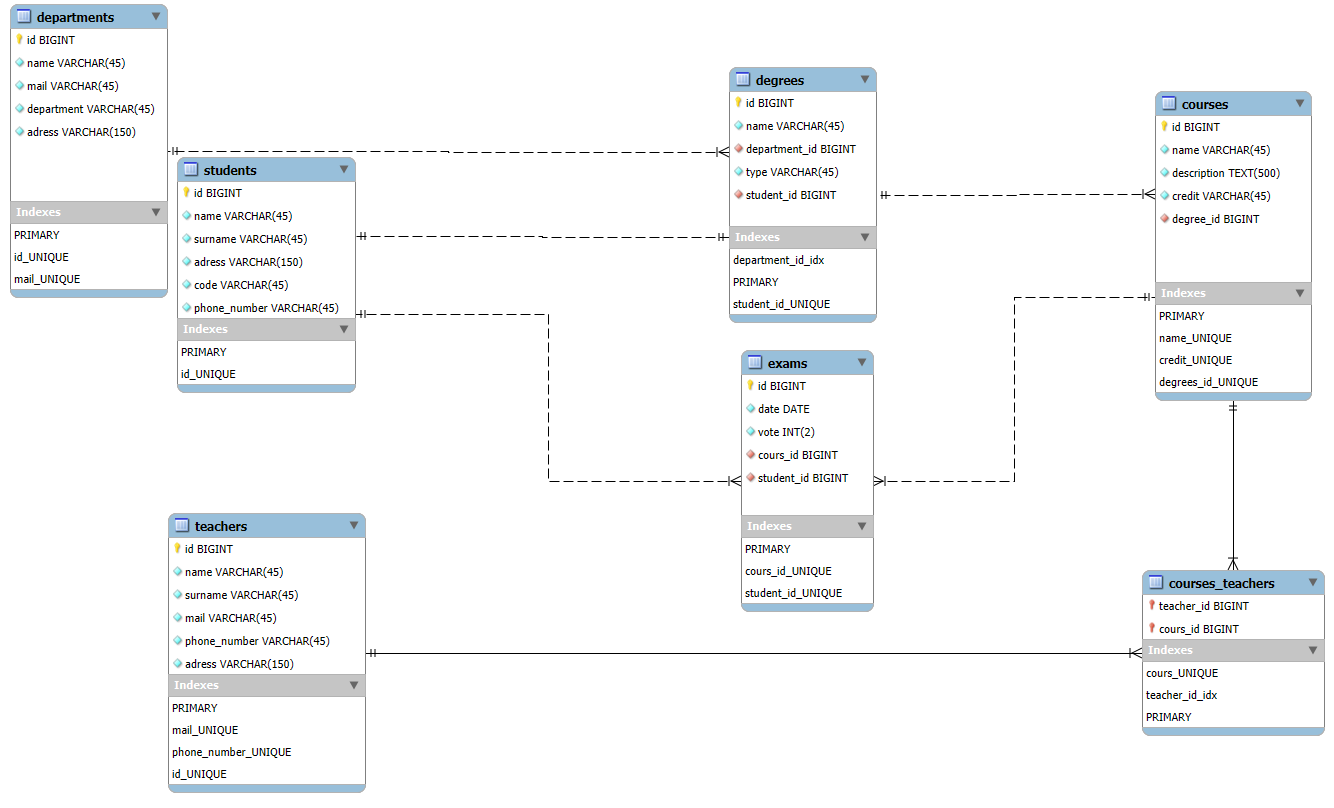 departments
id BIGINT
name VARCHAR(45)
mail VARCHAR(45)
department VARCHAR(45)
adress VARCHAR(150)
Indexes
PRIMARY
id_UNIQUE
mail_UNIQUE
students
id BIGINT
name VARCHAR(45)
surname VARCHAR(45)
adress VARCHAR(150)
code VARCHAR(45)
phone_number VARCHAR(45)
Indexes
PRIMARY
id_UNIQUE
degrees
id BIGINT
name VARCHAR(45)
department_id BIGINT
type VARCHAR(45)
student_id BIGINT
Indexes
department_id_idx
PRIMARY
student_id_UNIQUE
courses
id BIGINT
name VARCHAR(45)
description TEXT(500)
credit VARCHAR(45)
degree_id BIGINT
Indexes
PRIMARY
name_UNIQUE
credit_UNIQUE
degrees_id_UNIQUE
exams
id BIGINT
date DATE
vote INT(2)
cours_id BIGINT
student_id BIGINT
Indexes
PRIMARY
cours_id_UNIQUE
student_id_UNIQUE
teachers
id BIGINT
name VARCHAR(45)
surname VARCHAR(45)
mail VARCHAR(45)
phone_number VARCHAR(45)
adress VARCHAR(150)
Indexes
PRIMARY
mail_UNIQUE
phone_number_UNIQUE
id_UNIQUE
courses_teachers
teacher_id BIGINT
cours_id BIGINT
Indexes
cours_UNIQUE
teacher_id_idx
PRIMARY